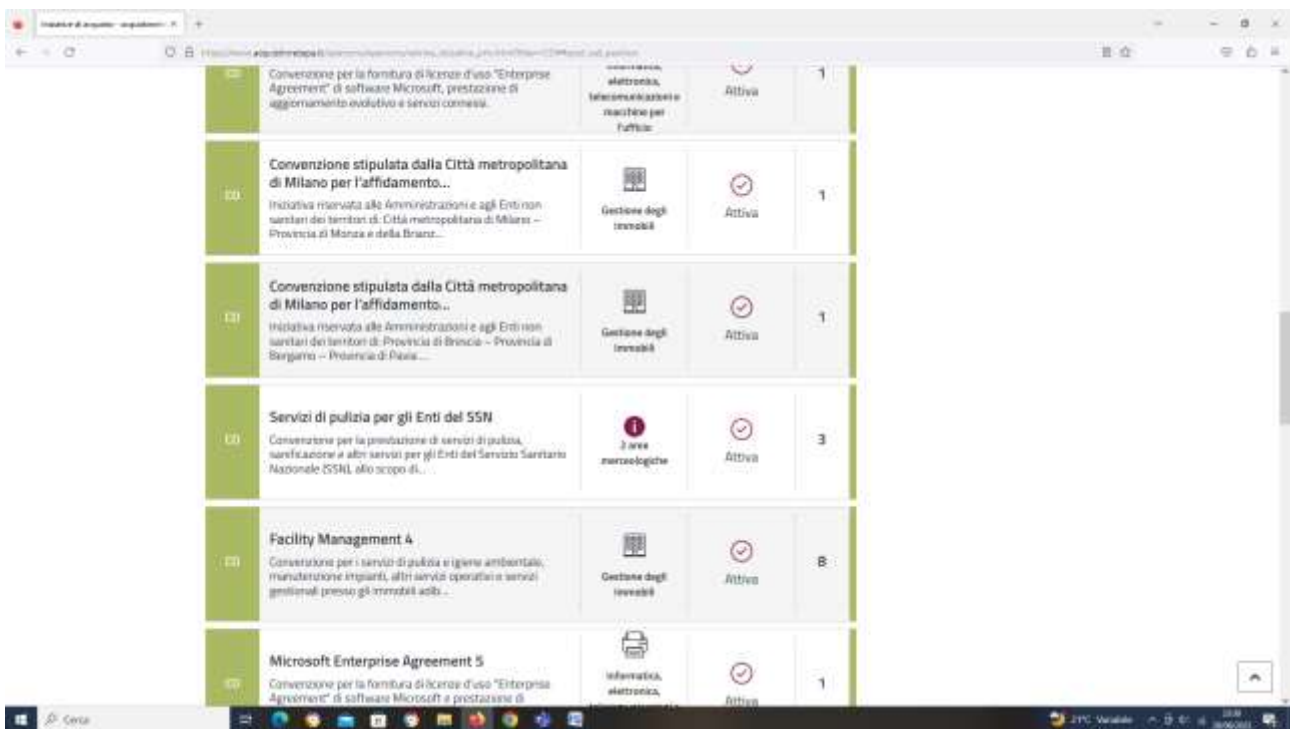 Convenzione per la fornitura di licenze d'uso "Enterprise
Agreement" di software Microsoft, prestazione di
aggiornamento evolutivo e servizi connessi.
elettronica,
telecomunicazioni e
macchine per
l'ufficio
Attiva
1
Convenzione stipulata dalla Città metropolitana
di Milano per l'affidamento...
Iniziativa riservata alle Amministrazioni e agli Enti non
sanitari dei territori di: Città metropolitana di Milano –
Provincia di Monza e della Brianz...
Gestione degli
immobili
Attiva
1
Convenzione stipulata dalla Città metropolitana
di Milano per l'affidamento...
Iniziativa riservata alle Amministrazioni e agli Enti non
sanitari dei territori di: Provincia di Brescia – Provincia di
Bergamo – Provincia di Pavia ...
Gestione degli
immobili
Attiva
1
Servizi di pulizia per gli Enti del SSN
Convenzione per la prestazione di servizi di pulizia,
sanificazione e altri servizi per gli Enti del Servizio Sanitario
Nazionale (SSN), allo scopo di...
aree
merceologiche
Attiva
3
Facility Management 4
Convenzione per i servizi di pulizia e igiene ambientale,
manutenzione impianti, altri servizi operativi e servizi
gestionali presso gli immobili adib...
Gestione degli
immobili
Attiva
8
Microsoft Enterprise Agreement 5
Convenzione per la fornitura di licenze d'uso "Enterprise
Agreement" di software Microsoft e prestazione di
Informatica,
elettronica,
Attiva
1
Cerca
21°C